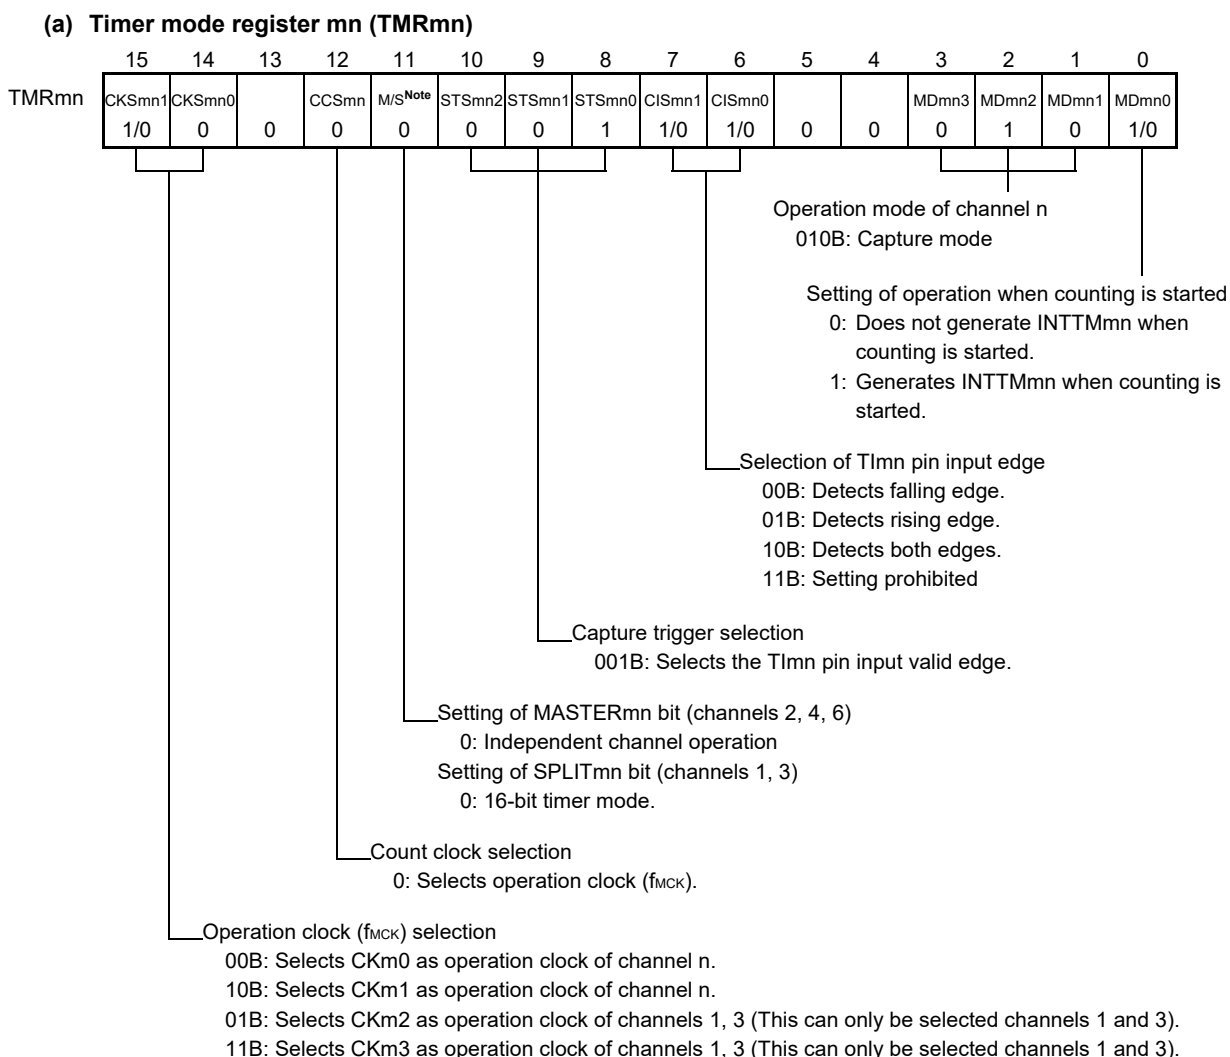 (a) Timer mode register mn (TMRmn)
15 14 13 12 11 10 9 8 7 6 5 4 3 2 1 0
TMRmn CKSmn1 CKSmn0 CCSmn M/SNote STSmn2 STSmn1 STSmn0 CISmn1 CISmn0 MDmn3 MDmn2 MDmn1 MDmn0
1/0 0 0 0 0 0 0 1 1/0 1/0 0 0 0 1 0 1/0
Operation mode of channel n
010B: Capture mode
Setting of operation when counting is started
0: Does not generate INTTMmn when
counting is started.
1: Generates INTTMmn when counting is
started.
Selection of TImn pin input edge
00B: Detects falling edge.
01B: Detects rising edge.
10B: Detects both edges.
11B: Setting prohibited
Capture trigger selection
001B: Selects the TImn pin input valid edge.
Setting of MASTERmn bit (channels 2, 4, 6)
0: Independent channel operation
Setting of SPLITmn bit (channels 1, 3)
0: 16-bit timer mode.
Count clock selection
0: Selects operation clock (fMCK).
Operation clock (fMCK) selection
00B: Selects CKm0 as operation clock of channel n.
10B: Selects CKm1 as operation clock of channel n.
01B: Selects CKm2 as operation clock of channels 1, 3 (This can only be selected channels 1 and 3).
11B: Selects CKm3 as operation clock of channels 1, 3 (This can only be selected channels 1 and 3).